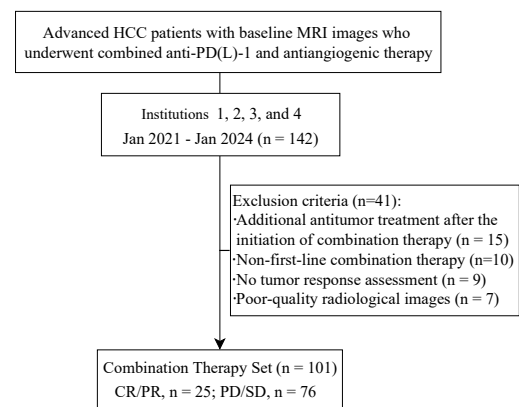 Advanced HCC patients with baseline MRI images who
underwent combined anti-PD(L)-1 and antiangiogenic therapy
Institutions 1, 2, 3, and 4
Jan 2021 - Jan 2024 (n = 142)
Exclusion criteria (n=41):
·Additional antitumor treatment after the
initiation of combination therapy (n = 15)
·Non-first-line combination therapy (n=10)
·No tumor response assessment (n = 9)
·Poor-quality radiological images (n = 7)
Combination Therapy Set (n = 101)
CR/PR, n = 25; PD/SD, n = 76